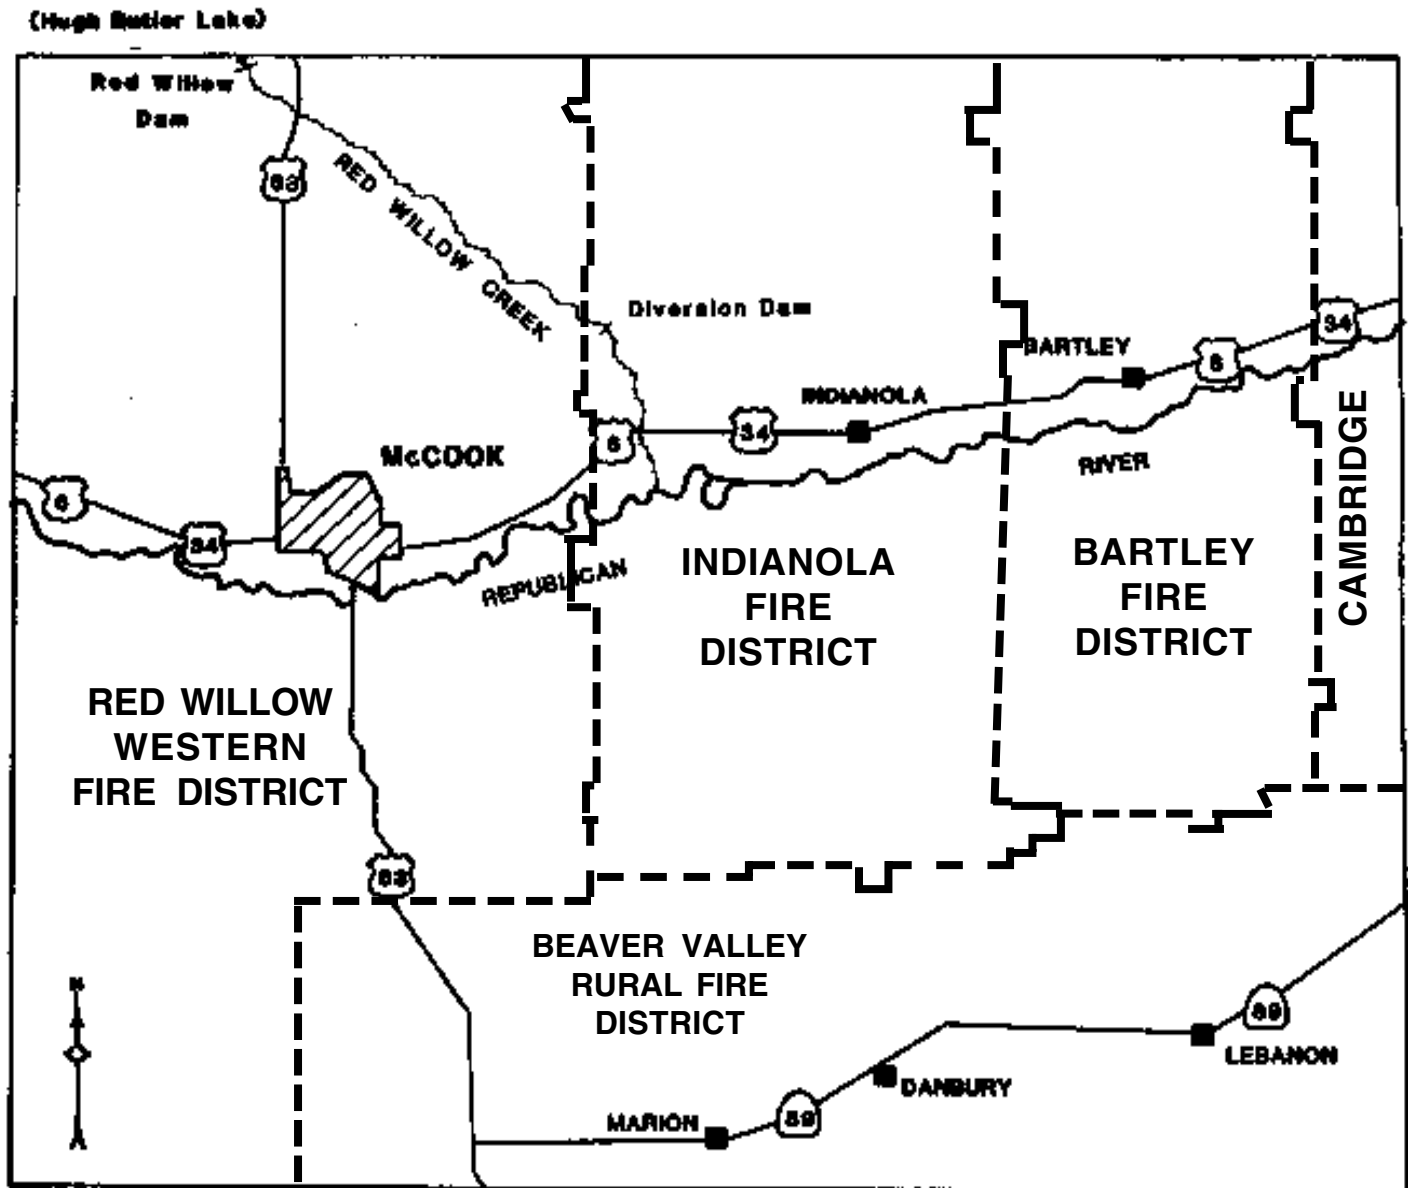 (Hugh Butler Lake)
Red Willow
Dam
83
RED WILLOW CREEK
Diversion Dam
34
BARTLEY
6
INDIANOLA
34
6
McCOOK
RIVER
CAMBRIDGE
6
34
REPUBLICAN
INDIANOLA
FIRE
DISTRICT
BARTLEY
FIRE
DISTRICT
RED WILLOW
WESTERN
FIRE DISTRICT
83
BEAVER VALLEY
RURAL FIRE
DISTRICT
N
89
LEBANON
DANBURY
89
MARION